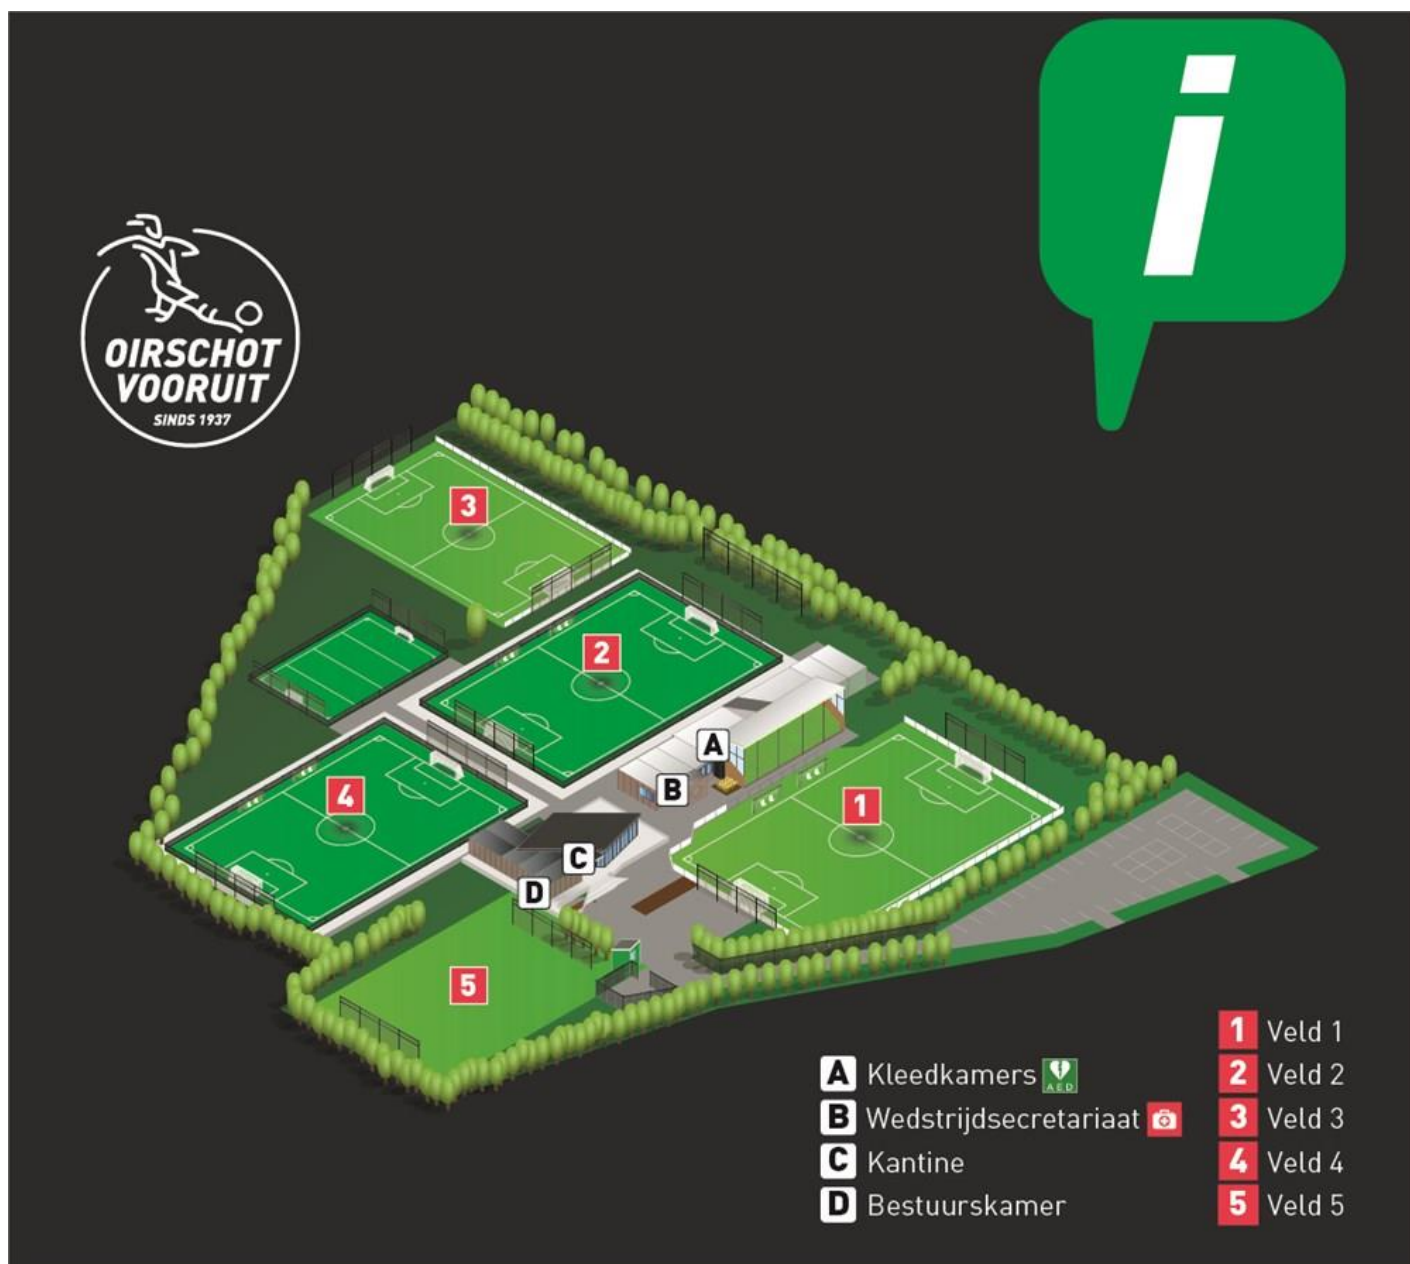 i
OIRSCHOT
VOORUIT
SINDS 1937
3
2
A
B
4
1
C
D
5
A Kleedkamers AED
B Wedstrijdsecretariaat
C Kantine
D Bestuurskamer
1 Veld 1
2 Veld 2
3 Veld 3
4 Veld 4
5 Veld 5